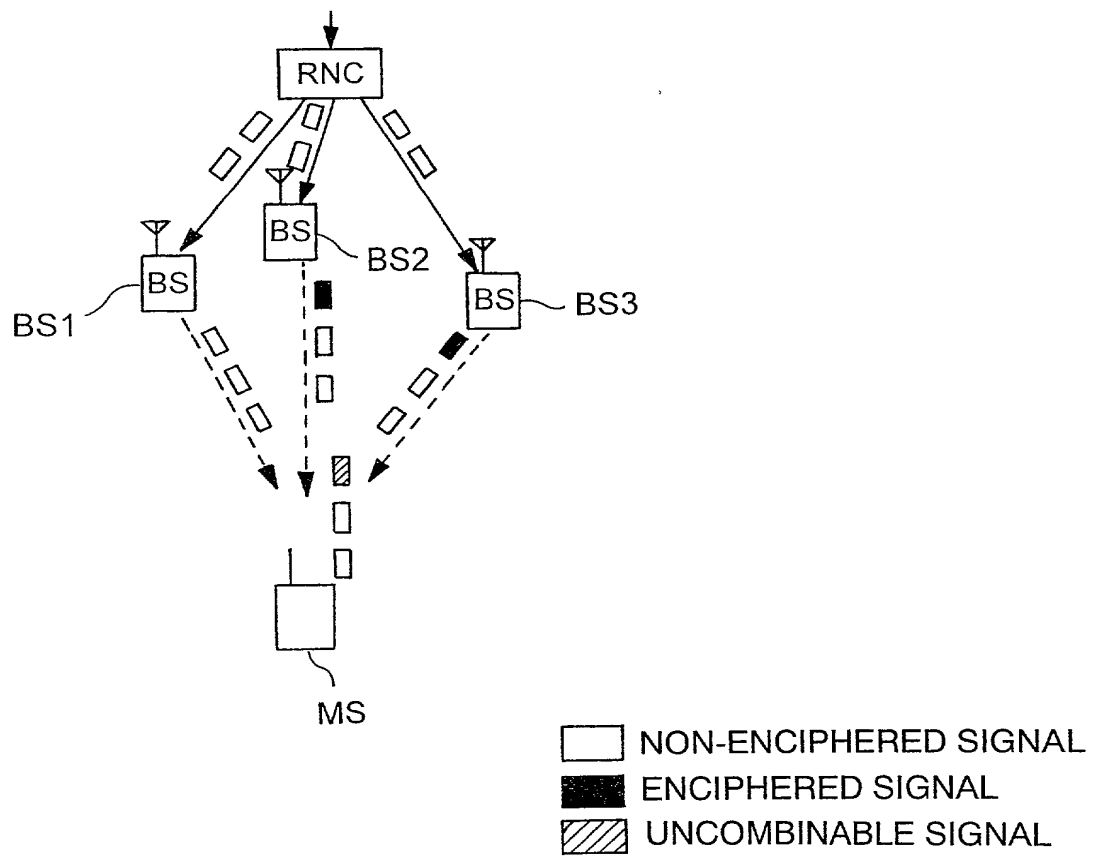 RNC
BS
BS2
BS
BS1
BS
BS3
MS
NON-ENCIPHERED SIGNAL
ENCIPHERED SIGNAL
UNCOMBINABLE SIGNAL